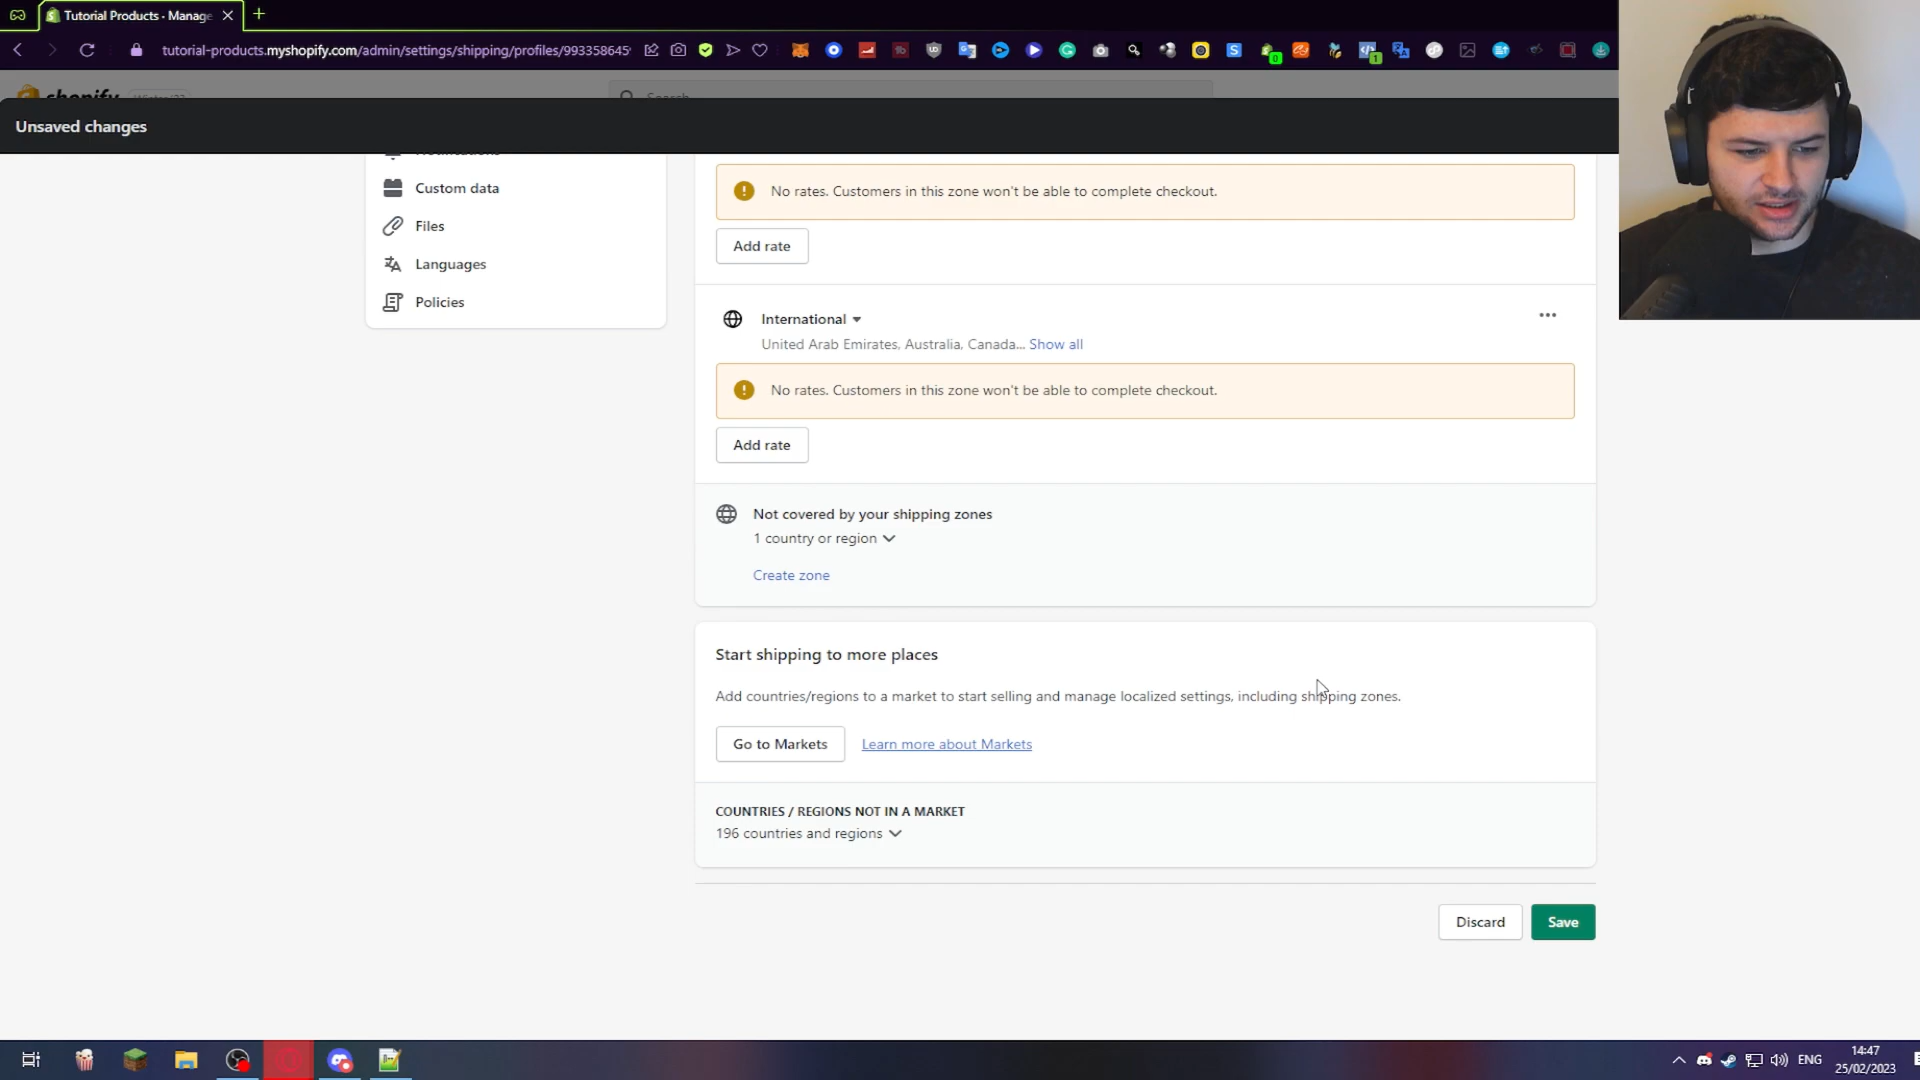 Tutorial Products · Manage
tutorial-products.myshopify.com/admin/settings/shipping/profiles/9933586459
shopify
Search
Unsaved changes
Custom data
Files
Languages
Policies
No rates. Customers in this zone won't be able to complete checkout.
Add rate
International
United Arab Emirates, Australia, Canada... Show all
No rates. Customers in this zone won't be able to complete checkout.
Add rate
Not covered by your shipping zones
1 country or region
Create zone
Start shipping to more places
Add countries/regions to a market to start selling and manage localized settings, including shipping zones.
Go to Markets
Learn more about Markets
COUNTRIES / REGIONS NOT IN A MARKET
196 countries and regions
Discard
Save
ENG
14:47
25/02/2023